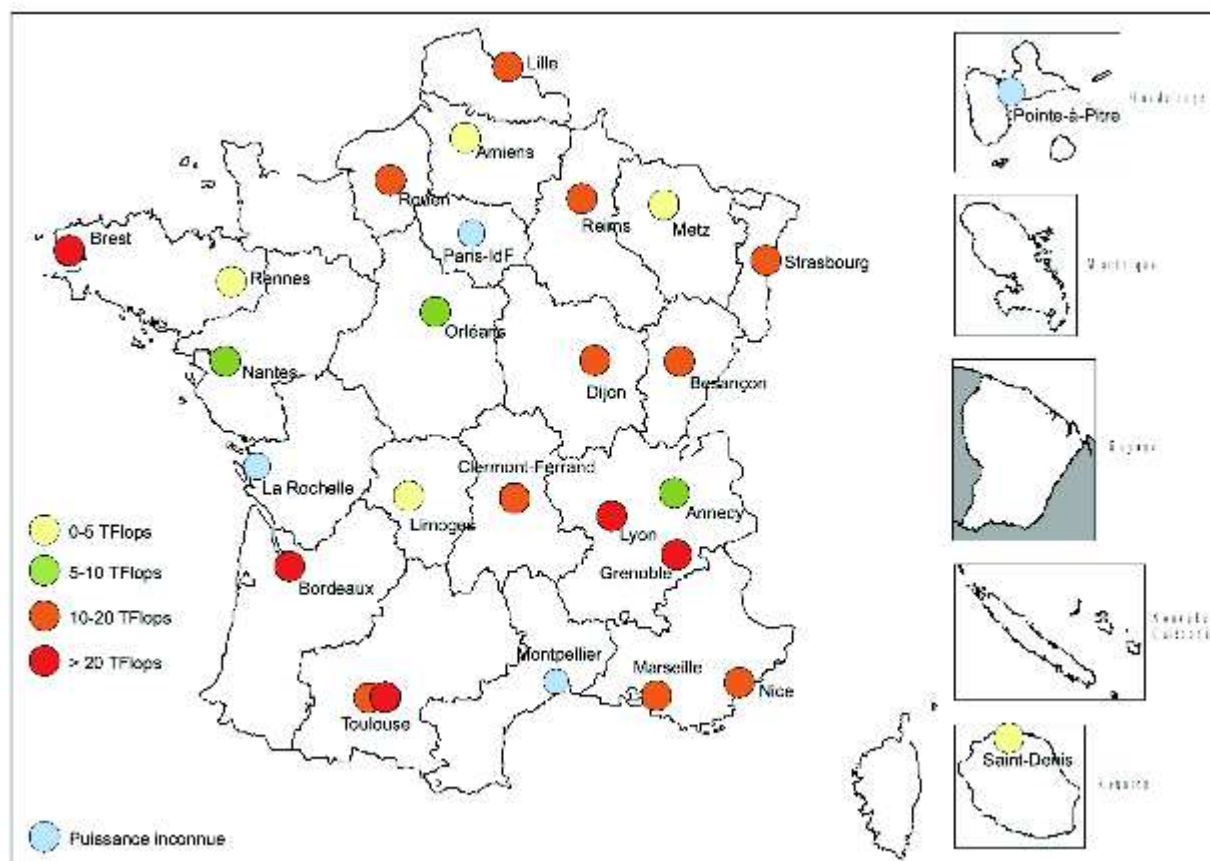 Lille
Pointe-à-Pitre
Amiens
Rouen
Reims
Metz
Brest
Paris-IdF
Strasbourg
Rennes
Orléans
Nantes
Dijon
Besançon
Clermont-Ferrand
La Rochelle
Limoges
Annecy
Lyon
Grenoble
Bordeaux
0-5 TFlops
5-10 TFlops
10-20 TFlops
> 20 TFlops
Montpellier
Marseille
Nice
Toulouse
Saint-Denis
Puissance inconnue